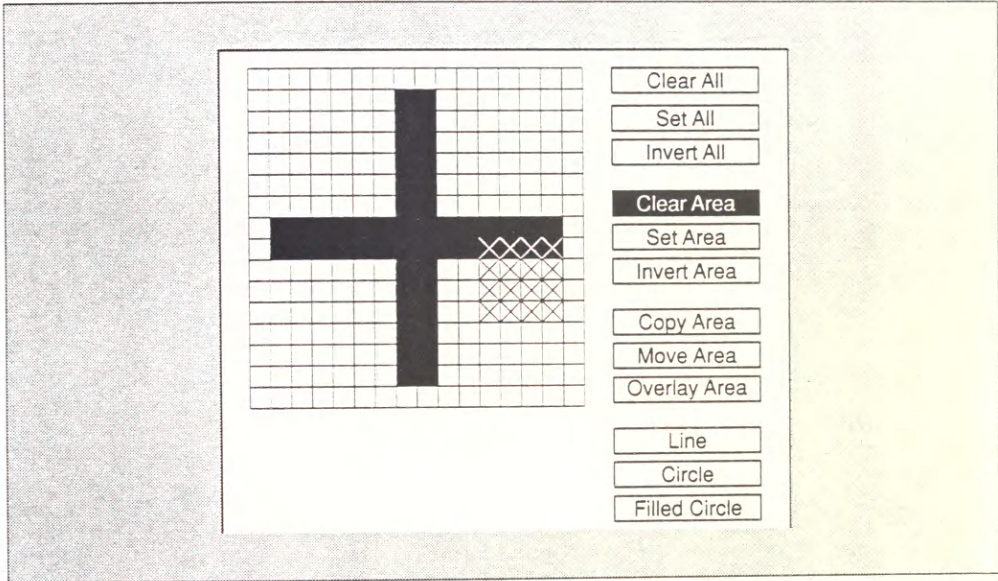 Clear All
Set All
Invert All
Clear Area
Set Area
Invert Area
Copy Area
Move Area
Overlay Area
Line
Circle
Filled Circle